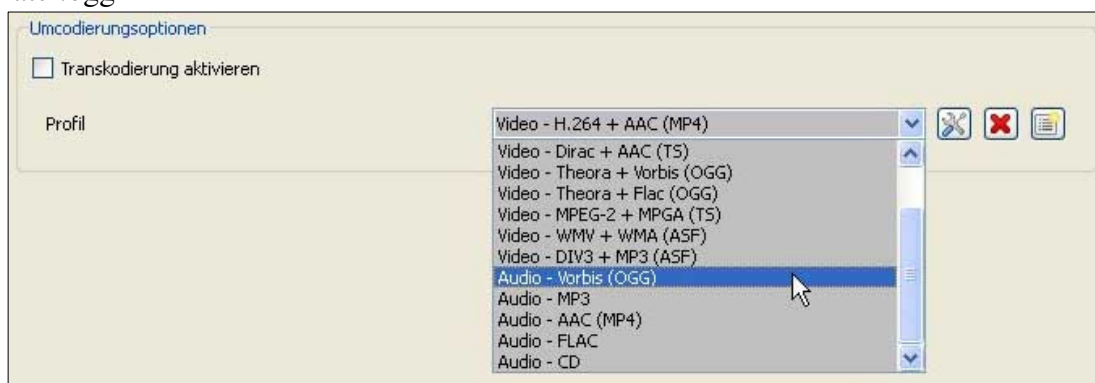 Umcodierungsoptionen
Transkodierung aktivieren
Profil
Video - H.264 + AAC (MP4)
Video - Dirac + AAC (TS)
Video - Theora + Vorbis (OGG)
Video - Theora + Flac (OGG)
Video - MPEG-2 + MPGA (TS)
Video - WMV + WMA (ASF)
Video - DIV3 + MP3 (ASF)
Audio - Vorbis (OGG)
Audio - MP3
Audio - AAC (MP4)
Audio - FLAC
Audio - CD